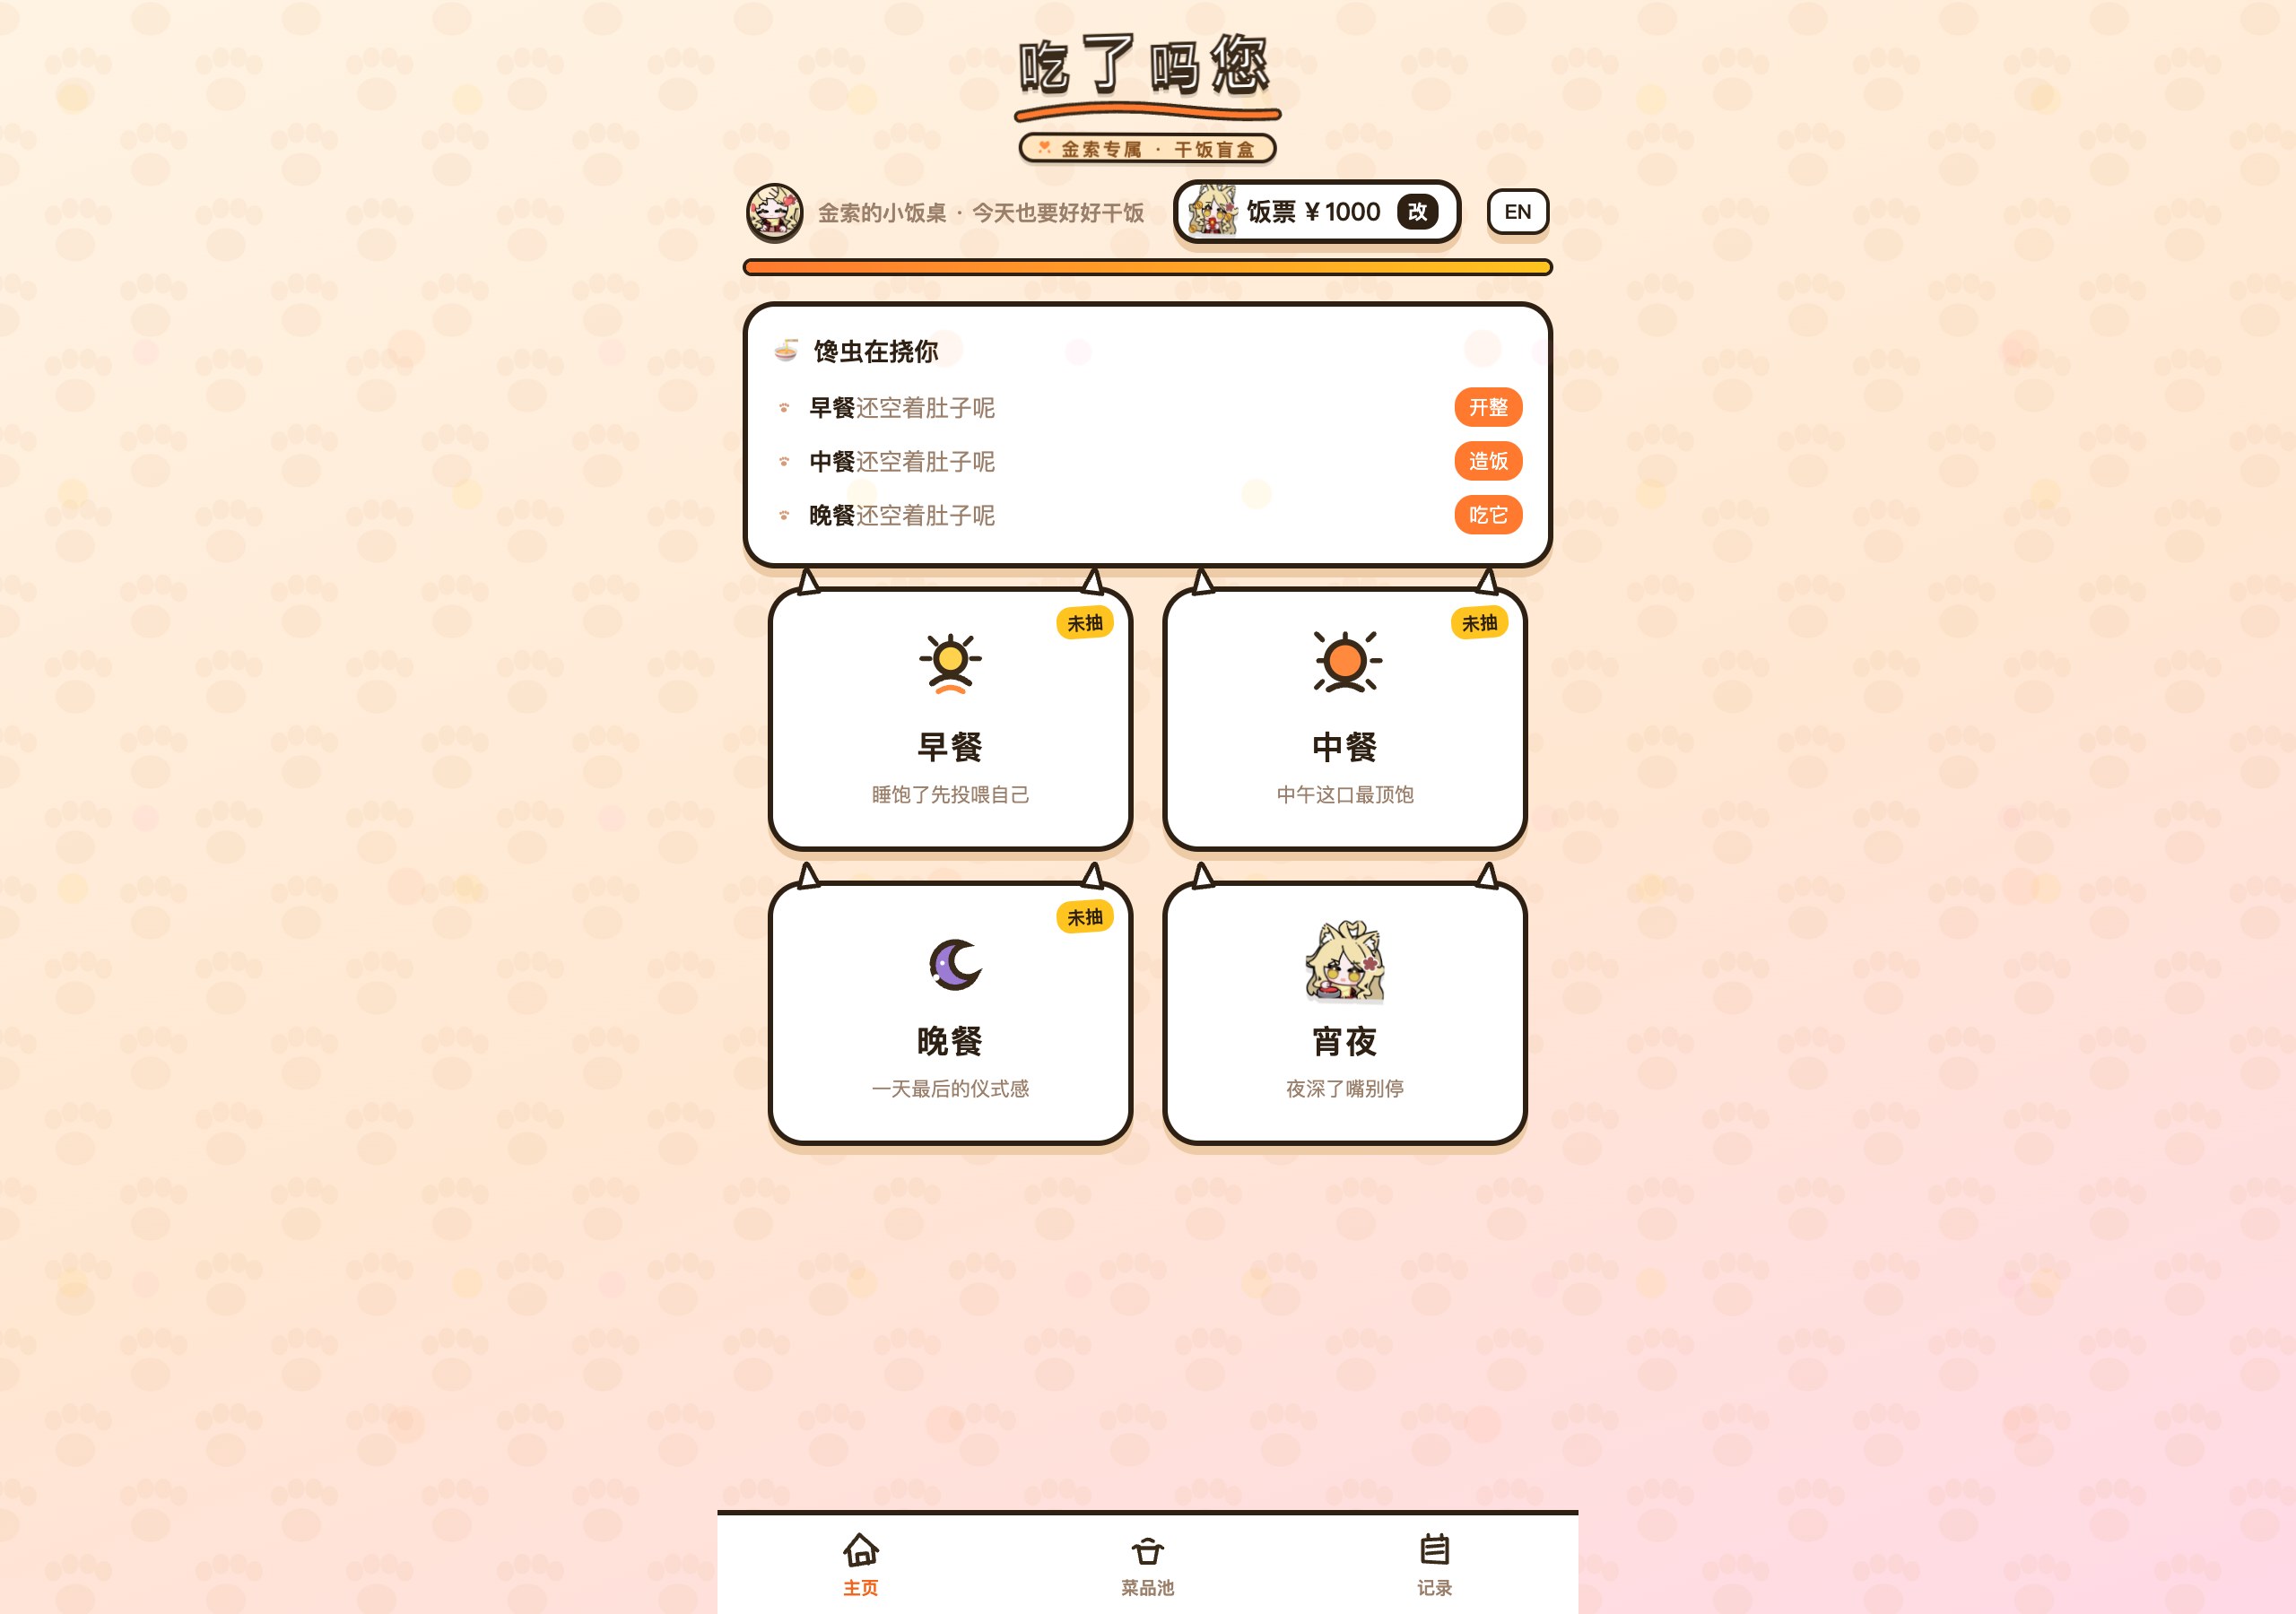 吃了吗您
金索专属 · 干饭盲盒
金索的小饭桌 · 今天也要好好干饭
饭票 ¥1000 改
EN
馋虫在挠你
早餐还空着肚子呢 开整
中餐还空着肚子呢 造饭
晚餐还空着肚子呢 吃它
未抽
早餐
睡饱了先投喂自己
未抽
中餐
中午这口最顶饱
未抽
晚餐
一天最后的仪式感
宵夜
夜深了嘴别停
主页
菜品池
记录